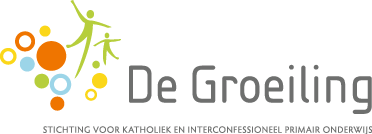 De Groeiling
STICHTING VOOR KATHOLIEK EN INTERCONFESSIONEEL PRIMAIR ONDERWIJS